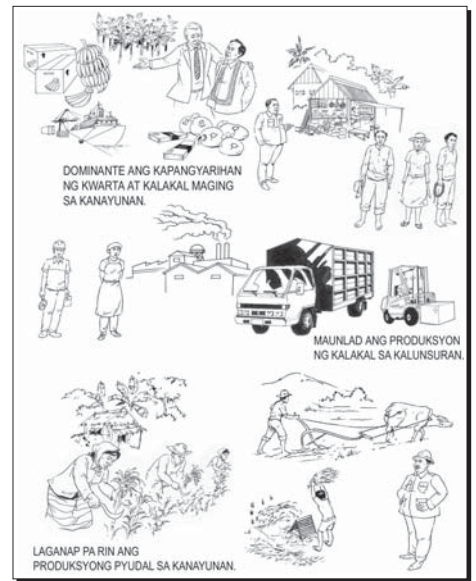 DOMINANTE ANG KAPANGYARIHAN
NG KWARTA AT KALAKAL MAGING
SA KANAYUNAN.
MAUNLAD ANG PRODUKSYON
NG KALAKAL SA KALUNSURAN.
LAGANAP PA RIN ANG
PRODUKSYONG PYUDAL SA KANAYUNAN.